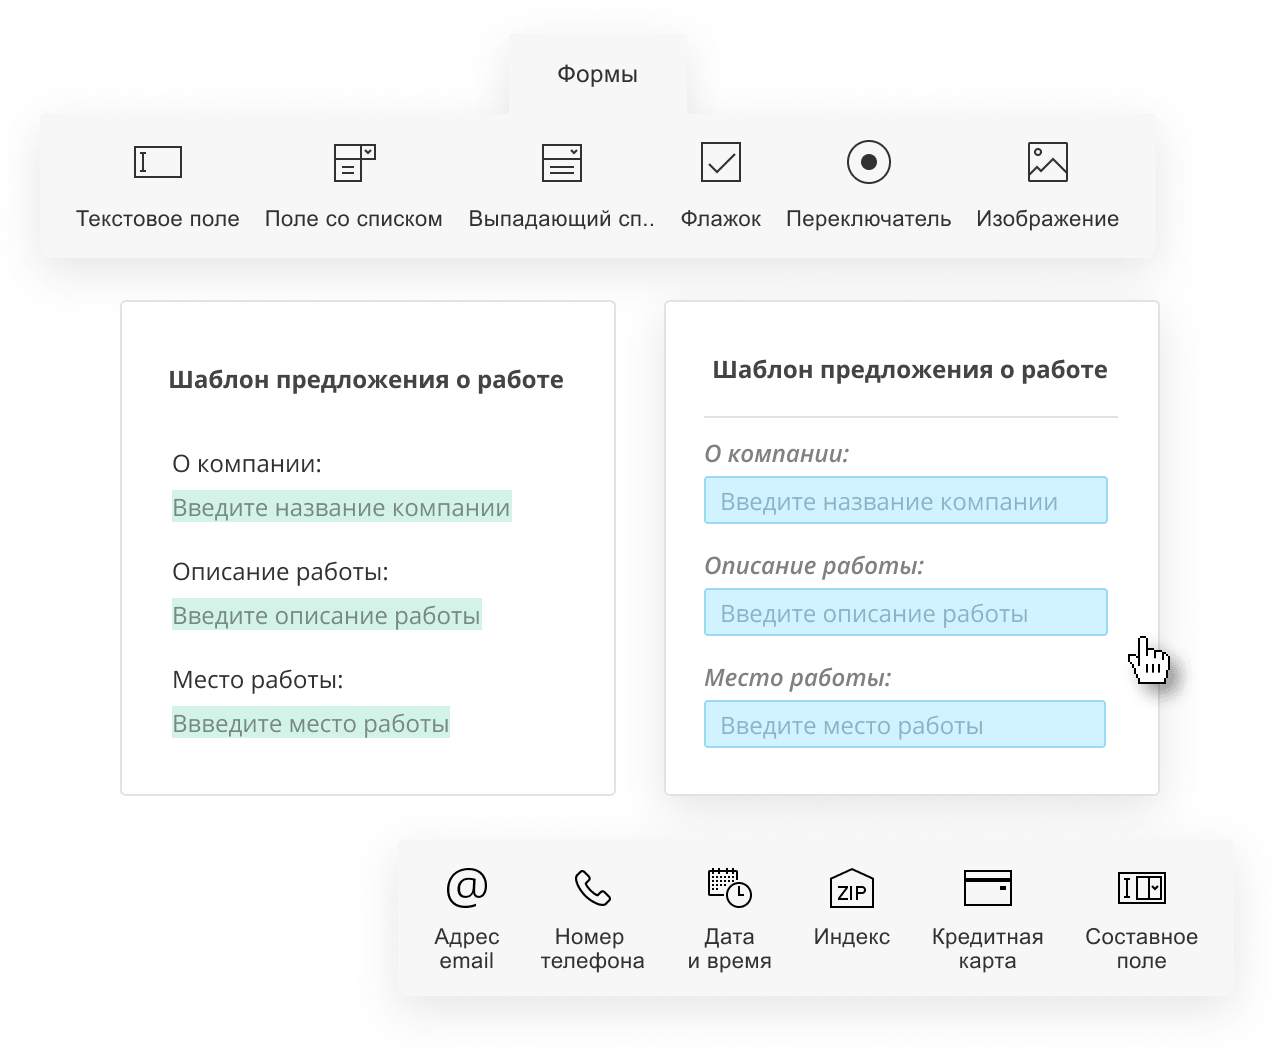 Формы
Текстовое поле
Поле со списком
Выпадающий сп..
Флажок
Переключатель
Изображение
Шаблон предложения о работе
О компании:
Введите название компании
Описание работы:
Введите описание работы
Место работы:
Ввведите место работы
Шаблон предложения о работе
О компании:
Введите название компании
Описание работы:
Введите описание работы
Место работы:
Введите место работы
@
Адрес
email
Номер
телефона
Дата
и время
ZIP
Индекс
Кредитная
карта
Составное
поле